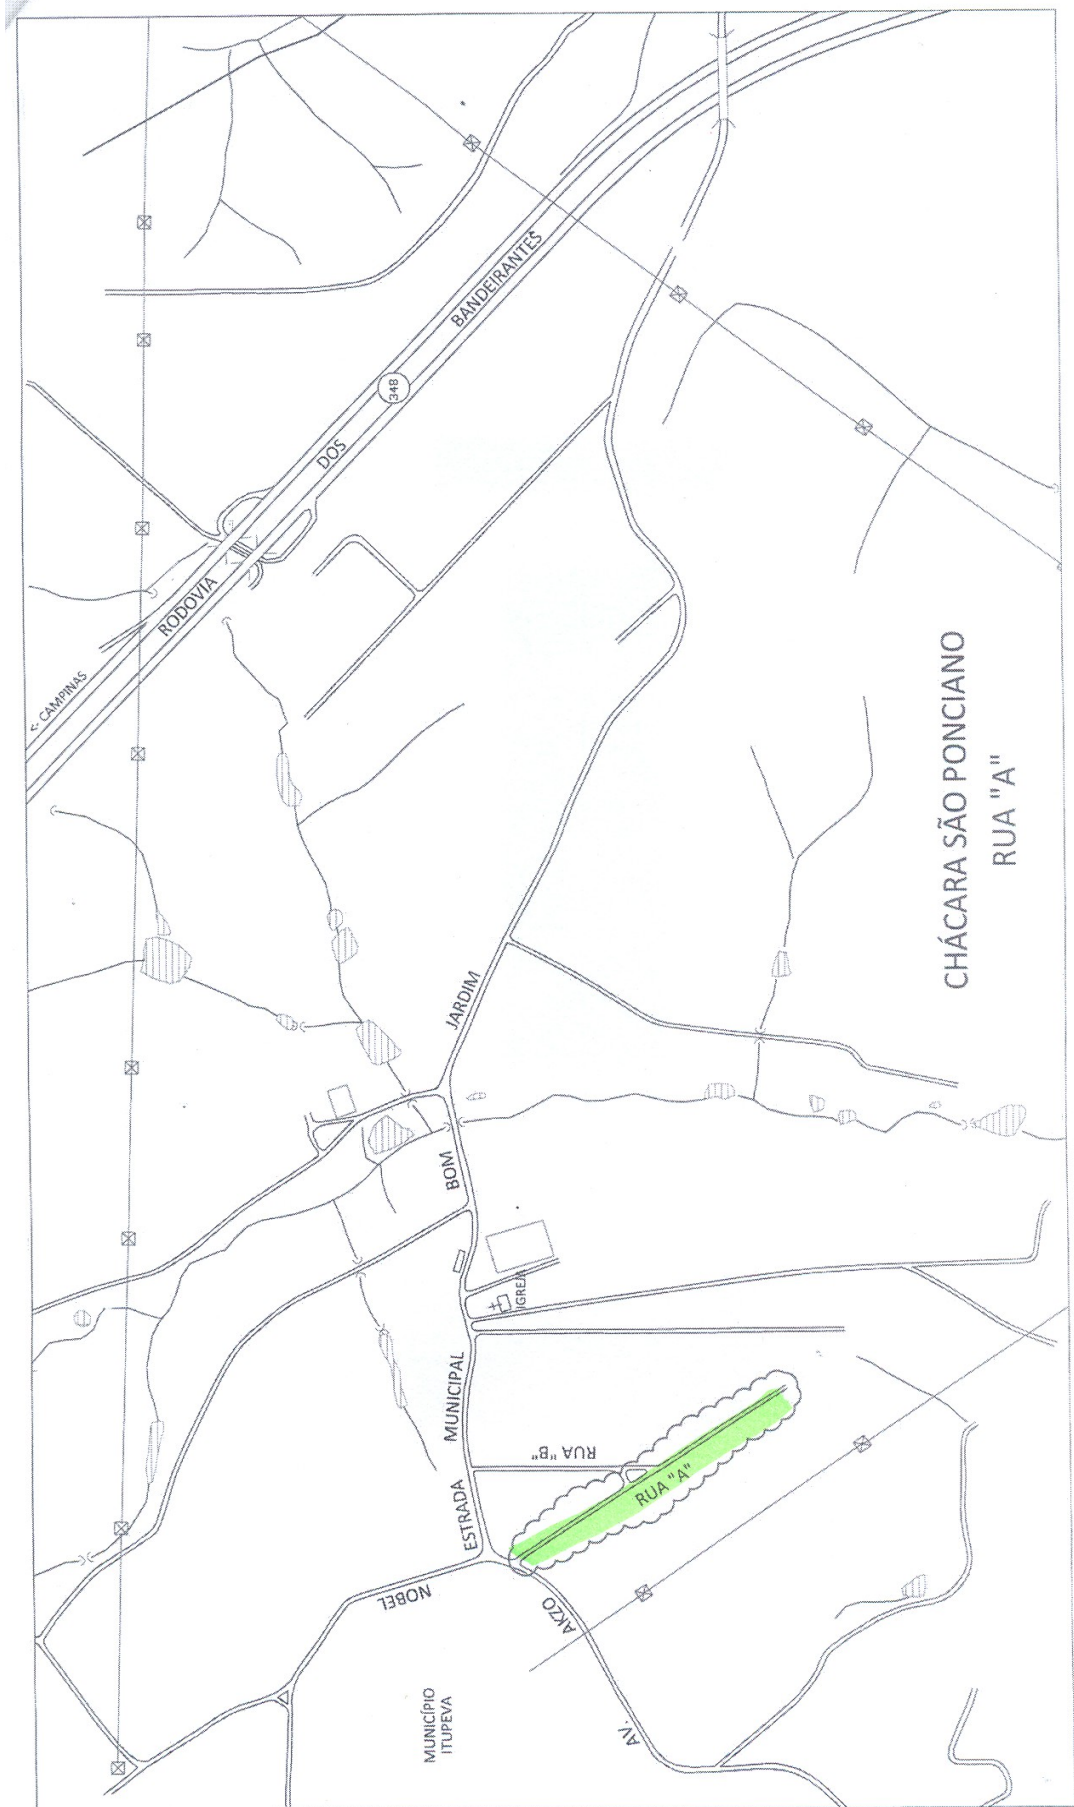 <- CAMPINAS
RODOVIA
DOS
348
BANDEIRANTES
JARDIM
BOM
MUNICIPAL
ESTRADA
IGREJA
RUA "B"
RUA "A"
NOBEL
AKZO
AV.
MUNICÍPIO
ITUPEVA
CHÁCARA SÃO PONCIANO
RUA "A"